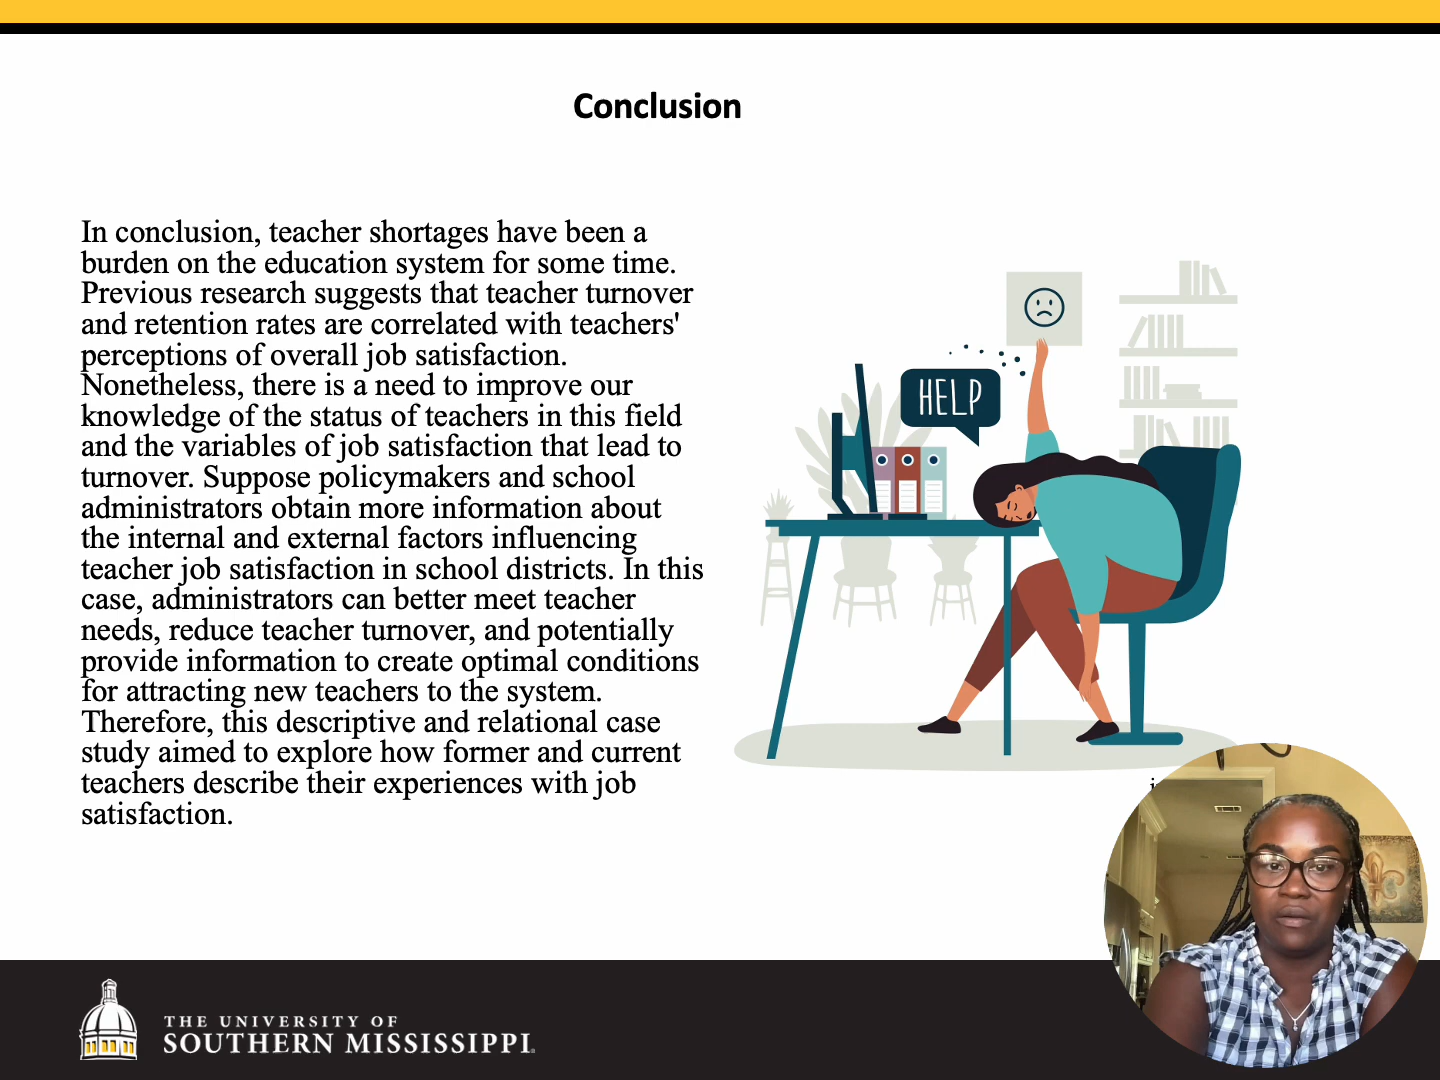 Conclusion
In conclusion, teacher shortages have been a
burden on the education system for some time.
Previous research suggests that teacher turnover
and retention rates are correlated with teachers'
perceptions of overall job satisfaction.
Nonetheless, there is a need to improve our
knowledge of the status of teachers in this field
and the variables of job satisfaction that lead to
turnover. Suppose policymakers and school
administrators obtain more information about
the internal and external factors influencing
teacher job satisfaction in school districts. In this
case, administrators can better meet teacher
needs, reduce teacher turnover, and potentially
provide information to create optimal conditions
for attracting new teachers to the system.
Therefore, this descriptive and relational case
study aimed to explore how former and current
teachers describe their experiences with job
satisfaction.
HELP
THE UNIVERSITY OF
SOUTHERN MISSISSIPPI